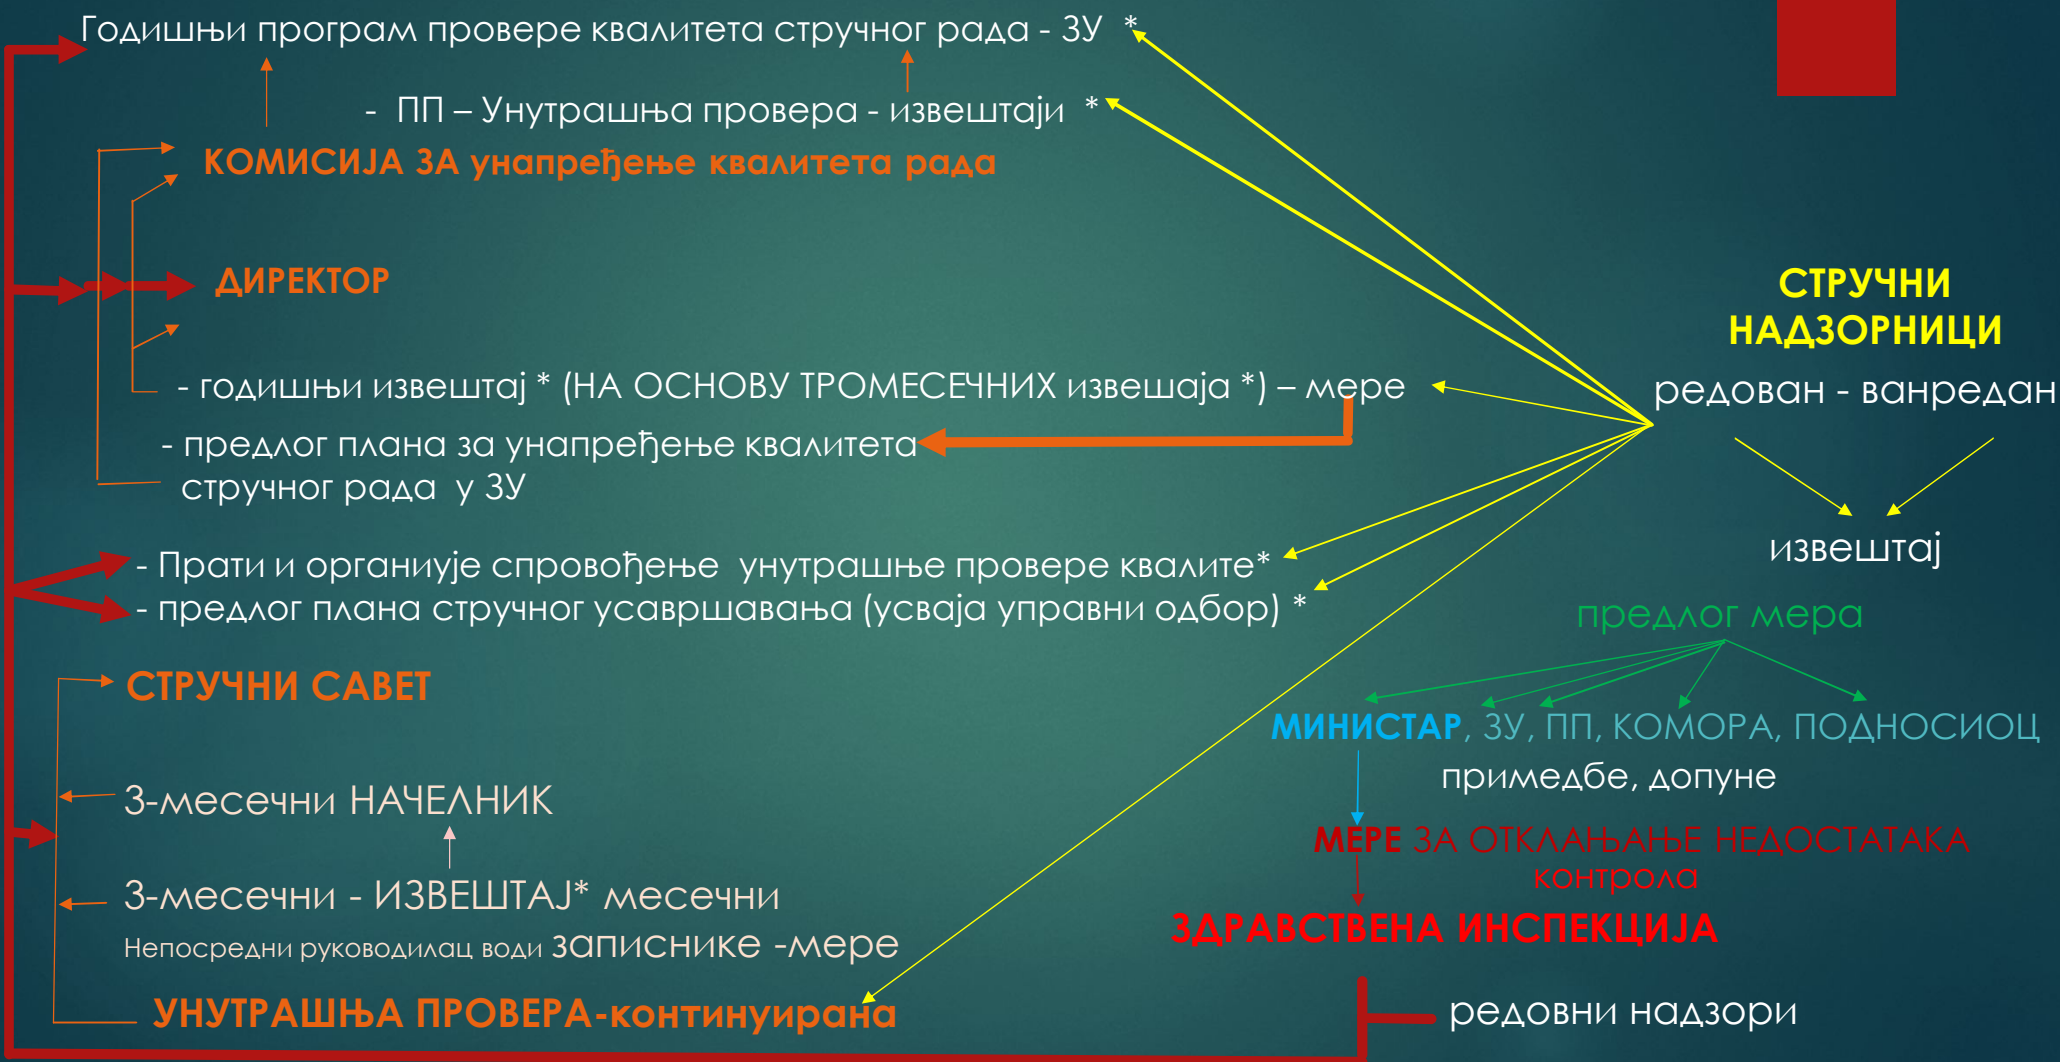 Годишњи програм провере квалитета стручног рада - ЗУ *
- ПП – Унутрашња провера - извештаји *
КОМИСИЈА ЗА унапређење квалитета рада
ДИРЕКТОР
- годишњи извештај * (НА ОСНОВУ ТРОМЕСЕЧНИХ извешаја *) – мере
- предлог плана за унапређење квалитета
стручног рада у ЗУ
- Прати и органиује спровођење унутрашње провере квалите*
- предлог плана стручног усавршавања (усваја управни одбор) *
СТРУЧНИ САВЕТ
3-месечни НАЧЕЛНИК
3-месечни - ИЗВЕШТАЈ* месечни
Непосредни руководилац води записнике -мере
УНУТРАШЊА ПРОВЕРА-континуирана
СТРУЧНИ
НАДЗОРНИЦИ
редован - ванредан
извештај
предлог мера
МИНИСТАР, ЗУ, ПП, КОМОРА, ПОДНОСИОЦ
примедбе, допуне
МЕРЕ ЗА ОТКЛАЊАЊЕ НЕДОСТАТАКА
контрола
ЗДРАВСТВЕНА ИНСПЕКЦИЈА
редовни надзори